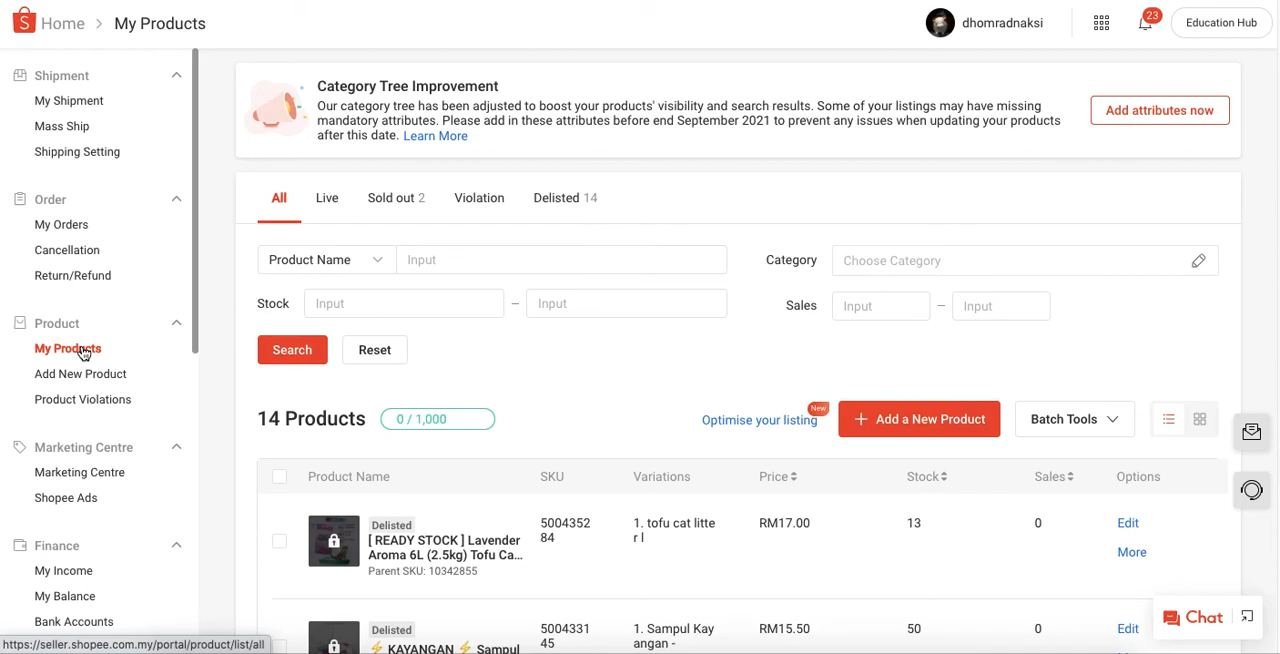 Home > My Products
dhomradnaksi
23
Education Hub
Shipment
My Shipment
Mass Ship
Shipping Setting
Order
My Orders
Cancellation
Return/Refund
Product
My Products
Add New Product
Product Violations
Marketing Centre
Marketing Centre
Shopee Ads
Finance
My Income
My Balance
Bank Accounts
https://seller.shopee.com.my/portal/product/list/all
Category Tree Improvement
Our category tree has been adjusted to boost your products' visibility and search results. Some of your listings may have missing
mandatory attributes. Please add in these attributes before end September 2021 to prevent any issues when updating your products
after this date. Learn More
Add attributes now
All Live Sold out 2 Violation Delisted 14
Product Name Input Category Choose Category
Stock Input – Input Sales Input – Input
Search Reset
14 Products 0 / 1,000 Optimise your listing New + Add a New Product Batch Tools
Product Name SKU Variations Price Stock Sales Options
Delisted
[ READY STOCK ] Lavender
Aroma 6L (2.5kg) Tofu Ca...
Parent SKU: 10342855
5004352
84
1. tofu cat litte
r l
RM17.00
13
0
Edit
More
Delisted
⚡ KAYANGAN ⚡ Sampul
5004331
45
1. Sampul Kay
angan -
RM15.50
50
0
Edit
Chat